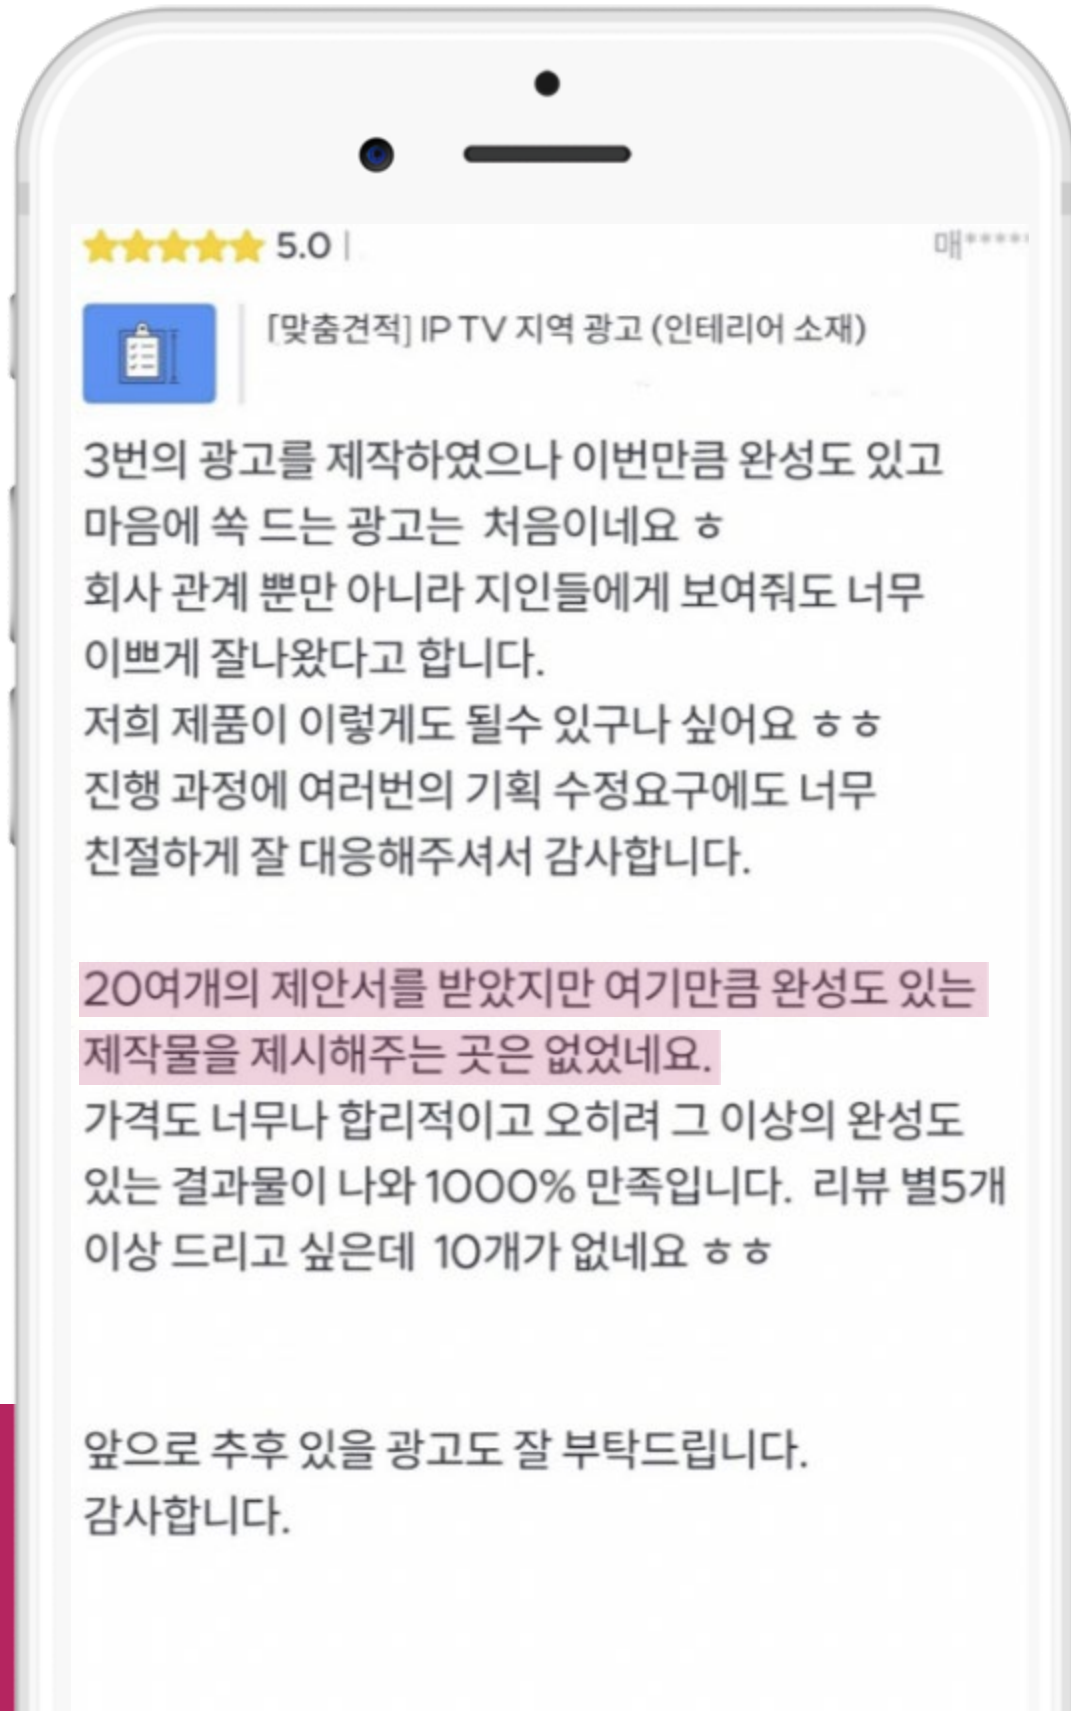 5.0 |
매*****
「맞춤견적] IP TV 지역 광고 (인테리어 소재)
3번의 광고를 제작하였으나 이번만큼 완성도 있고
마음에 쏙 드는 광고는 처음이네요 ㅎ
회사 관계 뿐만 아니라 지인들에게 보여줘도 너무
이쁘게 잘나왔다고 합니다.
저희 제품이 이렇게도 될수 있구나 싶어요 ㅎㅎ
진행 과정에 여러번의 기획 수정요구에도 너무
친절하게 잘 대응해주셔서 감사합니다.
20여개의 제안서를 받았지만 여기만큼 완성도 있는
제작물을 제시해주는 곳은 없었네요.
가격도 너무나 합리적이고 오히려 그 이상의 완성도
있는 결과물이 나와 1000% 만족입니다. 리뷰 별5개
이상 드리고 싶은데 10개가 없네요 ㅎㅎ
앞으로 추후 있을 광고도 잘 부탁드립니다.
감사합니다.